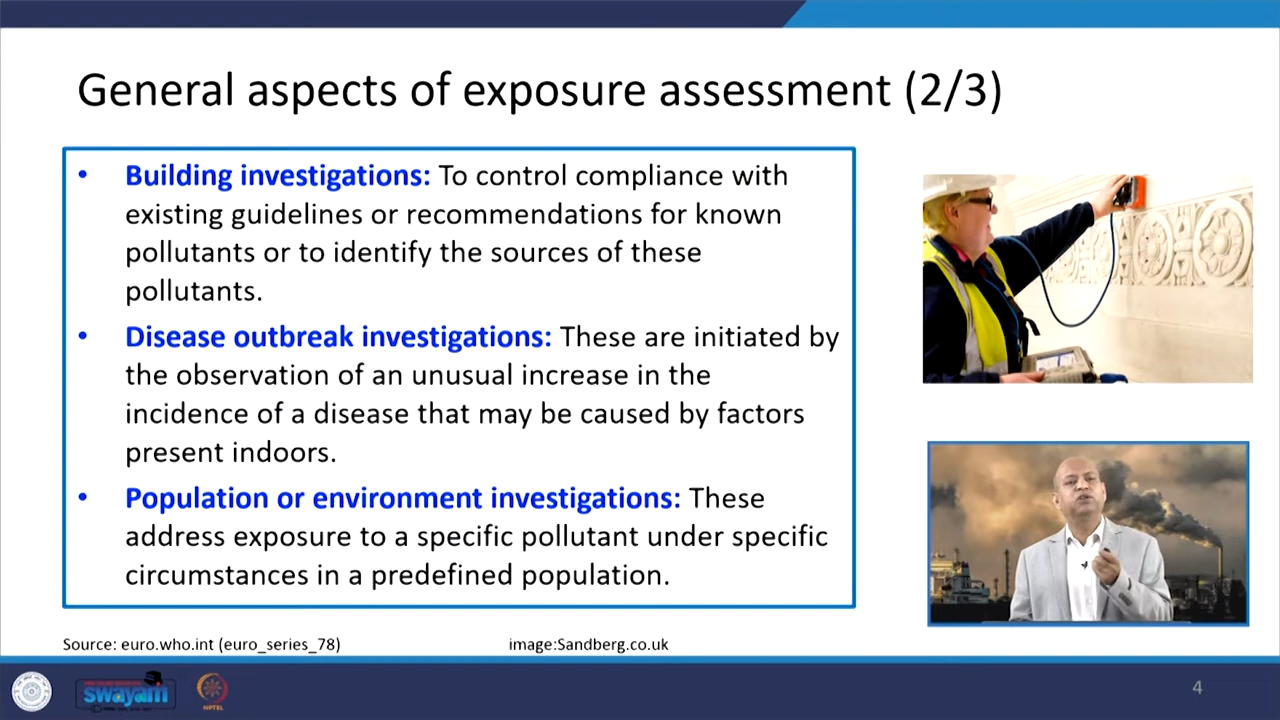 General aspects of exposure assessment (2/3)
• Building investigations: To control compliance with
existing guidelines or recommendations for known
pollutants or to identify the sources of these
pollutants.
• Disease outbreak investigations: These are initiated by
the observation of an unusual increase in the
incidence of a disease that may be caused by factors
present indoors.
• Population or environment investigations: These
address exposure to a specific pollutant under specific
circumstances in a predefined population.
Source: euro.who.int (euro_series_78)
image:Sandberg.co.uk
swayam
NPTEL
4